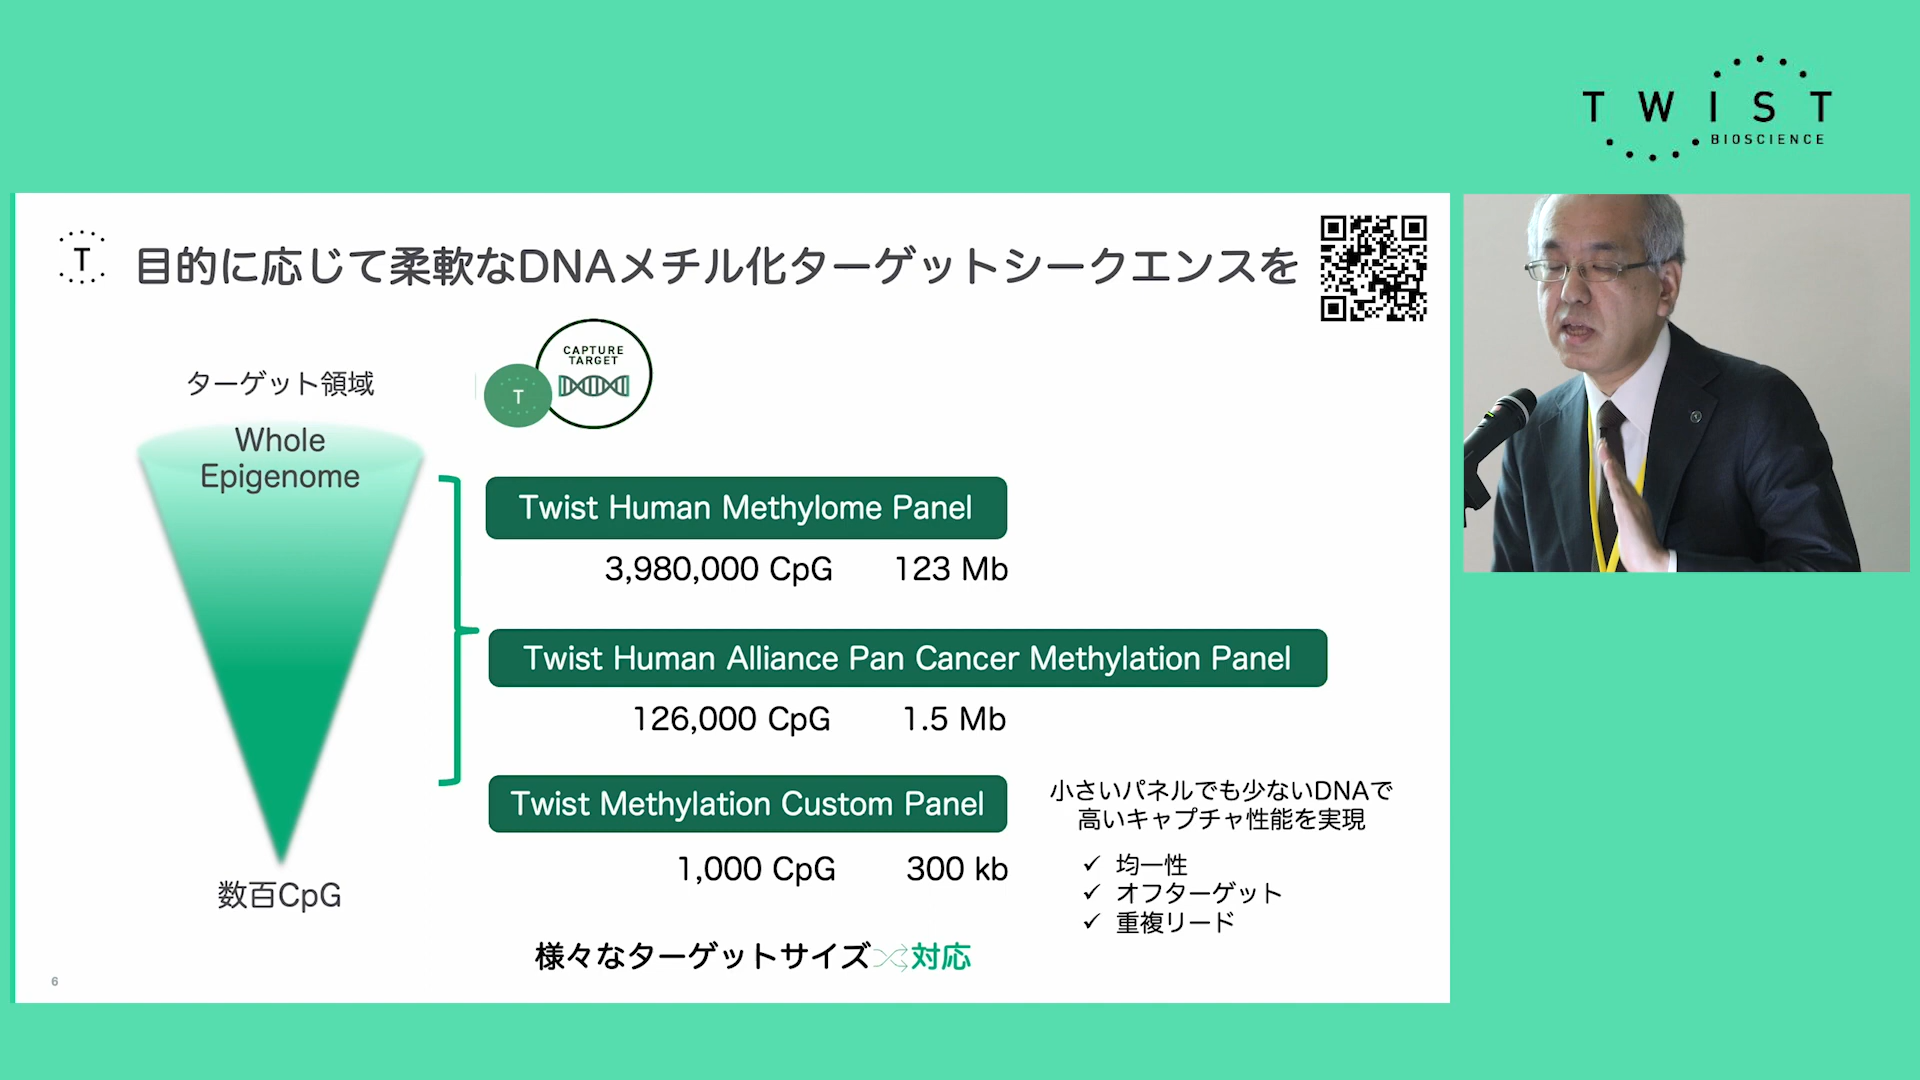 TWIST
BIOSCIENCE
T
目的に応じて柔軟なDNAメチル化ターゲットシークエンスを
ターゲット領域
CAPTURE
TARGET
T
Whole
Epigenome
数百CpG
Twist Human Methylome Panel
3,980,000 CpG 123 Mb
Twist Human Alliance Pan Cancer Methylation Panel
126,000 CpG 1.5 Mb
Twist Methylation Custom Panel
1,000 CpG 300 kb
小さいパネルでも少ないDNAで
高いキャプチャ性能を実現
✓ 均一性
✓ オフターゲット
✓ 重複リード
様々なターゲットサイズ対応
6